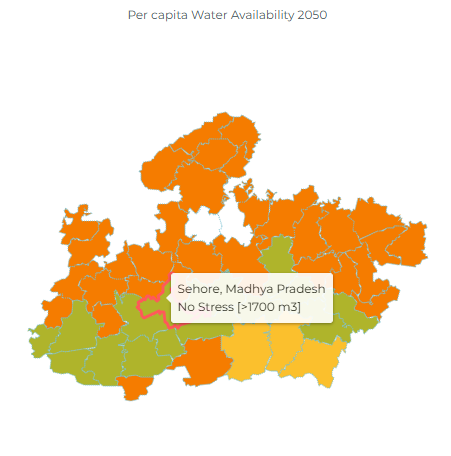 Per capita Water Availability 2050
Sehore, Madhya Pradesh
No Stress [>1700 m3]